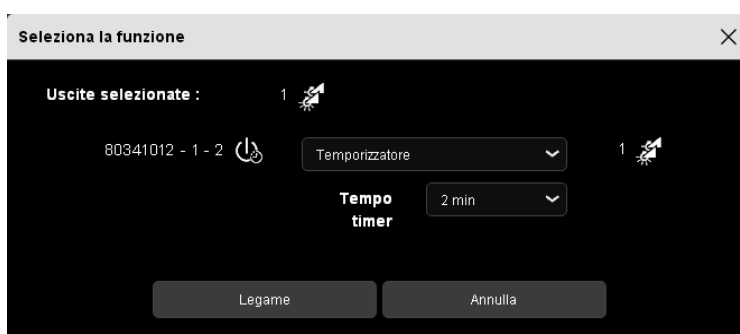 Seleziona la funzione
Uscite selezionate : 1
80341012 - 1 - 2 Temporizzatore 1
Tempo timer 2 min
Legame Annulla